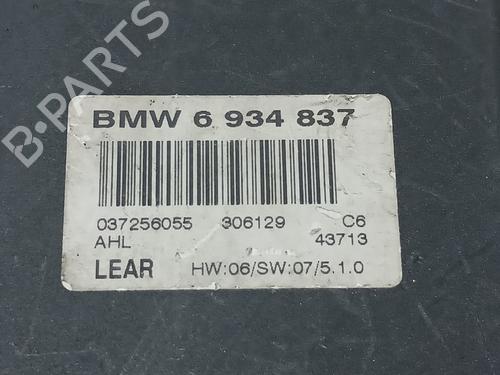 B-PARTS
BMW 6 934 837
037256055 306129 C6
AHL 43713
LEAR HW:06/SW:07/5.1.0